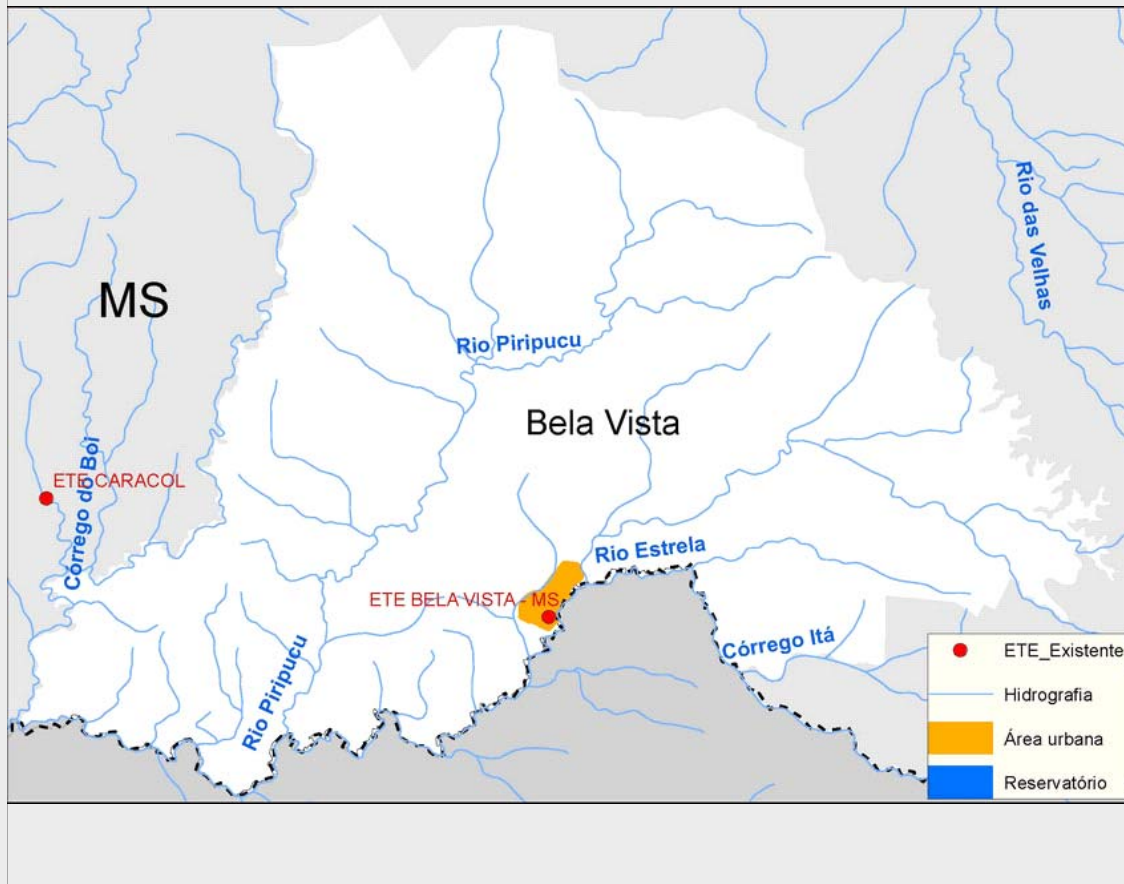 Rio das Velhas
MS
Rio Piripucu
Bela Vista
Córrego do Boi
ETE CARACOL
Rio Estrela
ETE BELA VISTA - MS
Rio Piripucu
Córrego Itá
ETE_Existente
Hidrografia
Área urbana
Reservatório